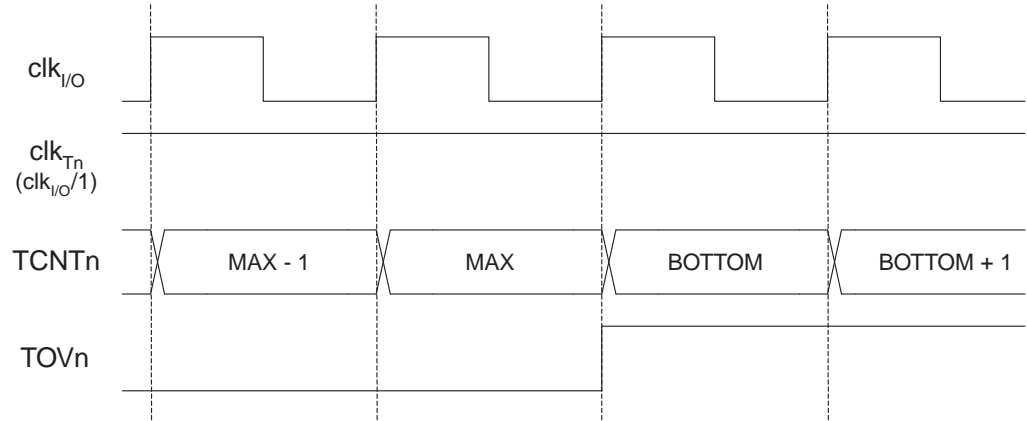 clkI/O
clkTn
(clkI/O/1)
TCNTn MAX - 1 MAX BOTTOM BOTTOM + 1
TOVn